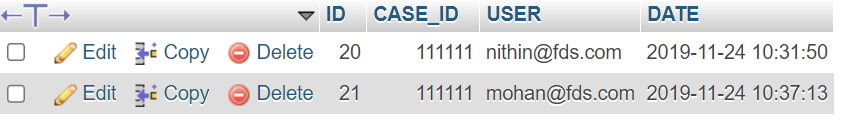 ID CASE_ID USER DATE
Edit Copy Delete 20 111111 nithin@fds.com 2019-11-24 10:31:50
Edit Copy Delete 21 111111 mohan@fds.com 2019-11-24 10:37:13